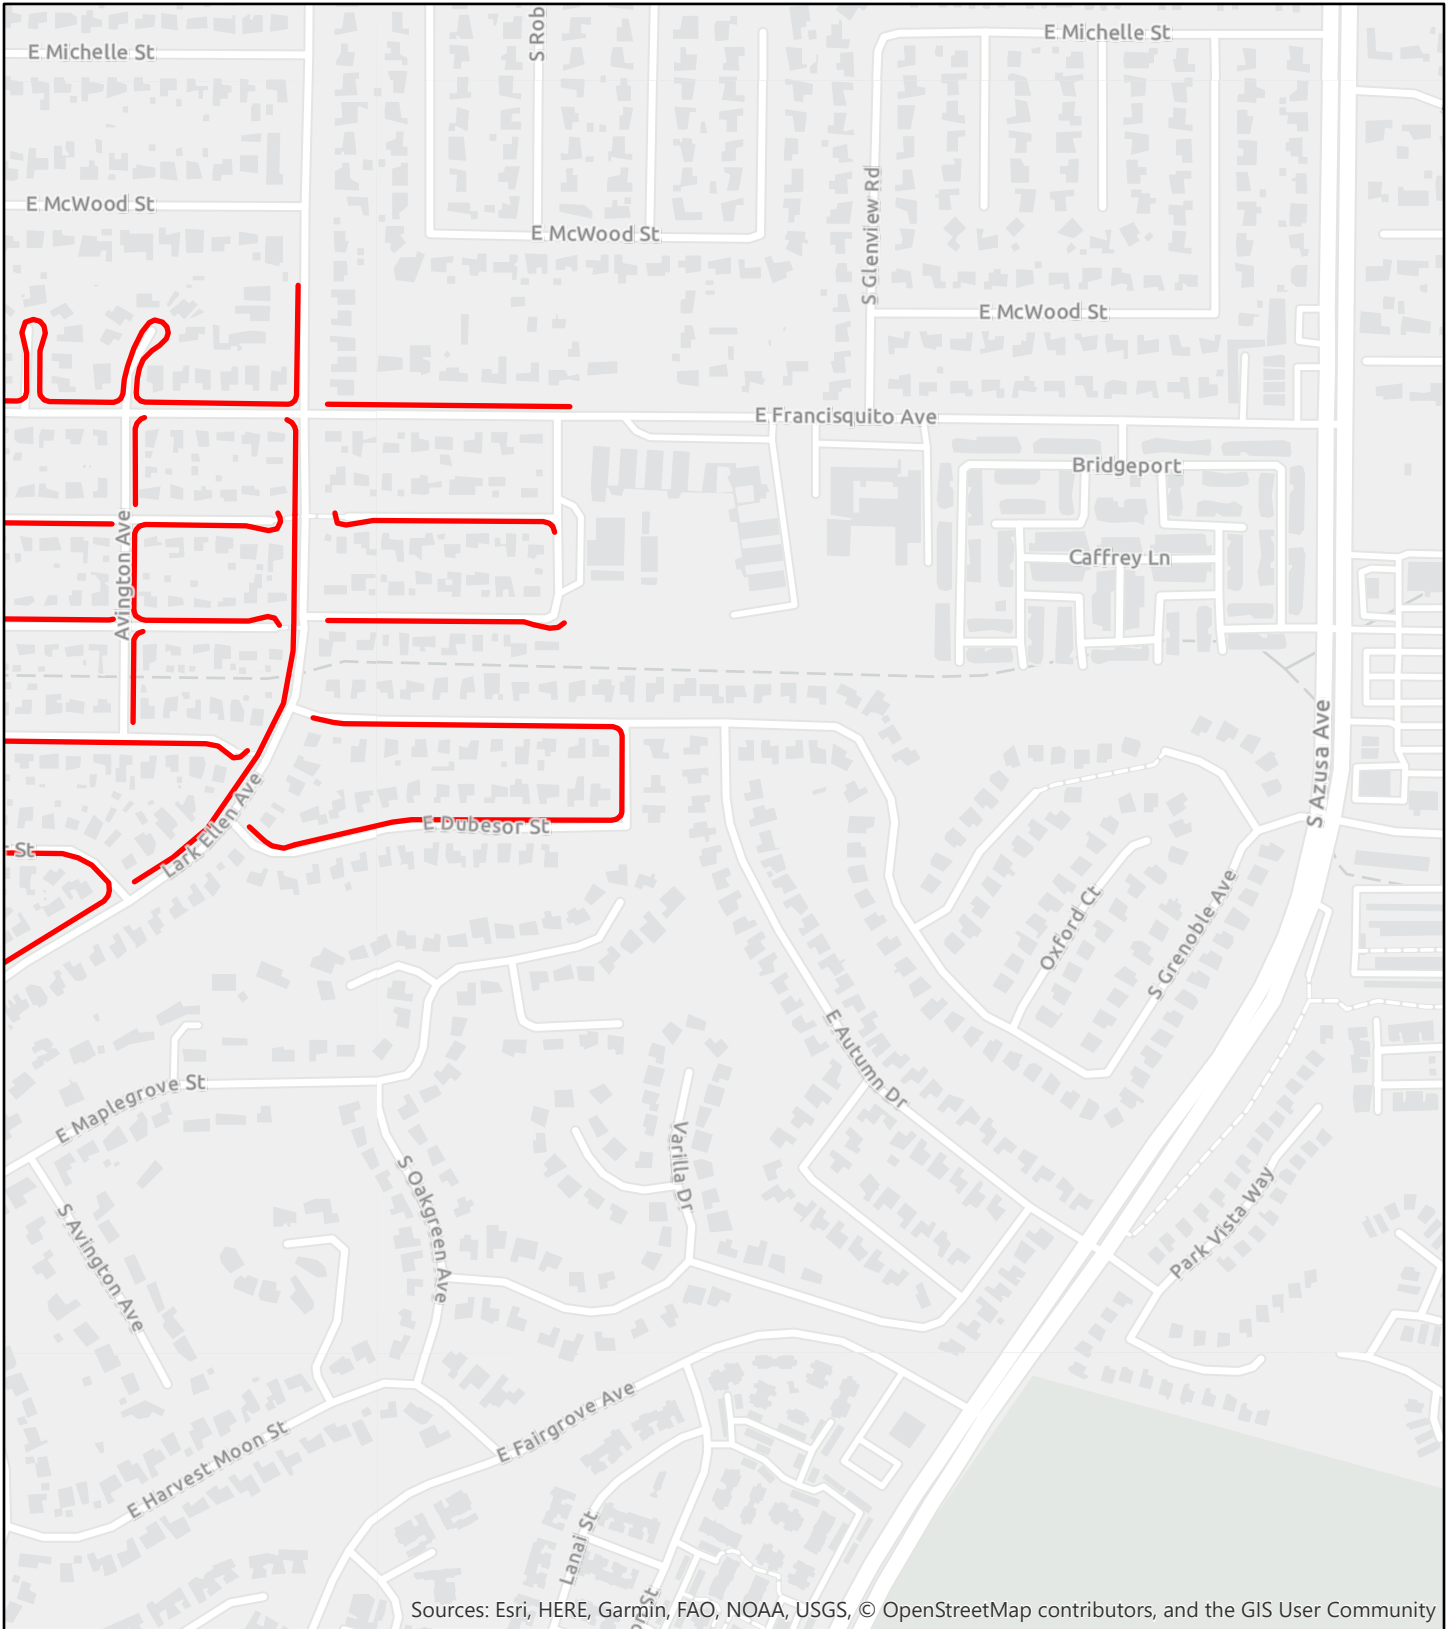 E Michelle St
S Rob
E Michelle St
E McWood St
E McWood St
S Glenview Rd
E McWood St
E Francisquito Ave
Bridgeport
Avington Ave
Caffrey Ln
S Azusa Ave
Lark Ellen Ave
E Dubesor St
St
Oxford Ct
S Grenoble Ave
E Autumn Dr
E Maplegrove St
Varilla Dr
S Oakgreen Ave
S Avington Ave
Park Vista Way
E Fairgrove Ave
E Harvest Moon St
Lanai St
on St
Sources: Esri, HERE, Garmin, FAO, NOAA, USGS, © OpenStreetMap contributors, and the GIS User Community